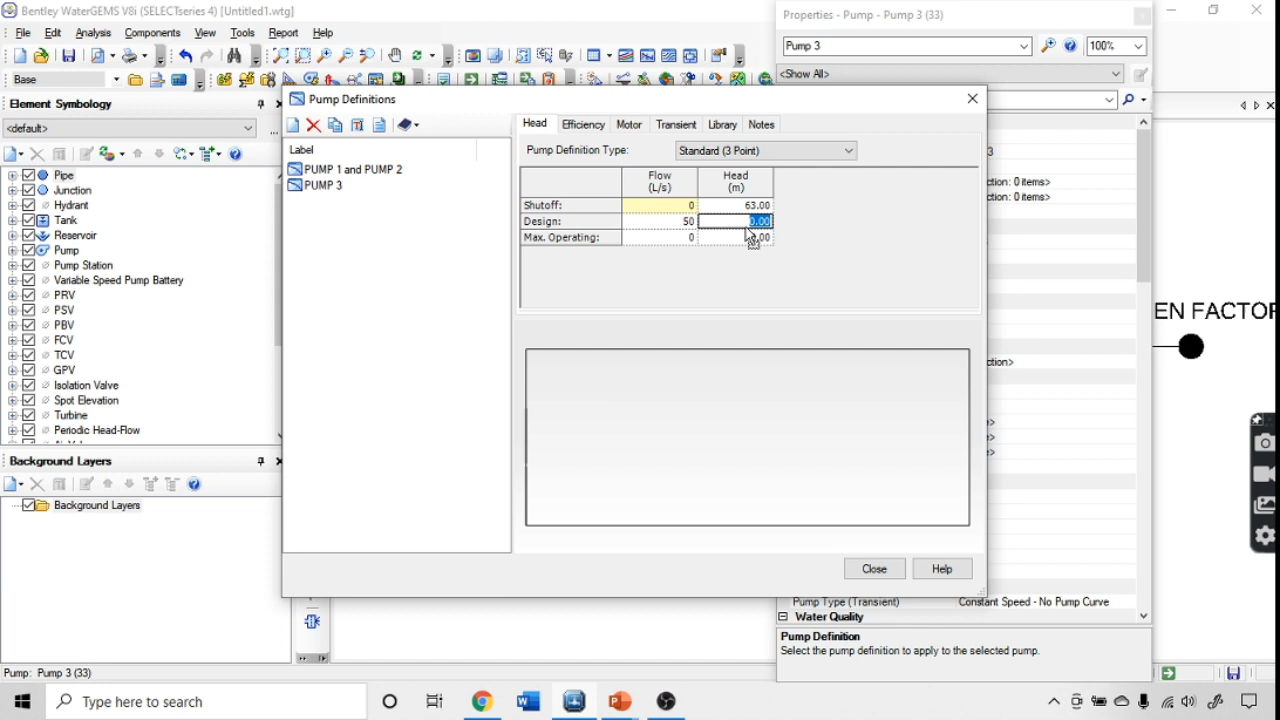 Bentley WaterGEMS V8i (SELECTseries 4) [Untitled1.wtg]
File Edit Analysis Components View Tools Report Help
Base
Element Symbology
<default>
...
Pipe
Junction
Hydrant
Tank
Reservoir
Pump
Pump Station
Variable Speed Pump Battery
PRV
PSV
PBV
FCV
TCV
GPV
Isolation Valve
Spot Elevation
Turbine
Periodic Head-Flow
Background Layers
Background Layers
Pump Definitions
Label
PUMP 1 and PUMP 2
PUMP 3
Head Efficiency Motor Transient Library Notes
Pump Definition Type: Standard (3 Point)
Flow (L/s) Head (m)
Shutoff: 0 63.00
Design: 50 0.00
Max. Operating: 0 .00
Close Help
Properties - Pump - Pump 3 (33)
Pump 3 100%
<Show All>
3
ction: 0 items>
ction: 0 items>
ction>
Pump Type (Transient) Constant Speed - No Pump Curve
Water Quality
Pump Definition
Select the pump definition to apply to the selected pump.
EN FACTOR
Pump: Pump 3 (33)
Type here to search